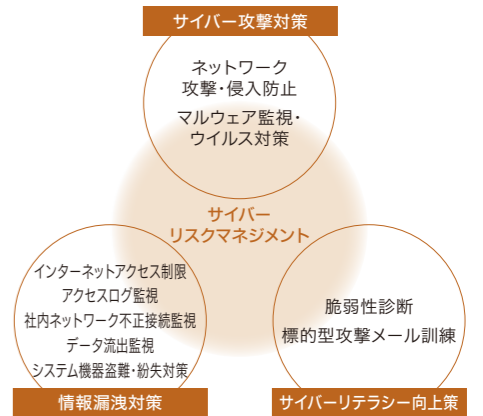 サイバー攻撃対策
ネットワーク
攻撃・侵入防止
マルウェア監視・
ウイルス対策
サイバー
リスクマネジメント
インターネットアクセス制限
アクセスログ監視
社内ネットワーク不正接続監視
データ流出監視
システム機器盗難・紛失対策
情報漏洩対策
脆弱性診断
標的型攻撃メール訓練
サイバーリテラシー向上策